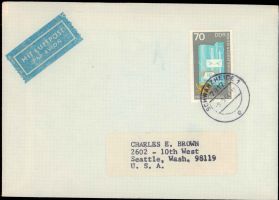 MIT LUFTPOST
PAR AVION
70
DDR
CHARLES E. BROWN
2602 - 10th West
Seattle, Wash. 98119
U. S. A.